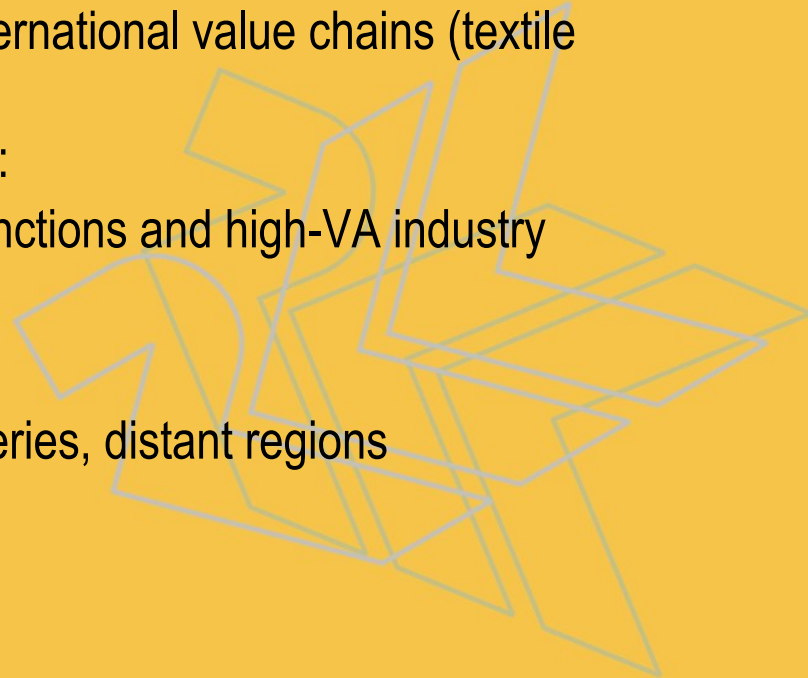 ernational value chains (textile
:
nctions and high-VA industry
eries, distant regions